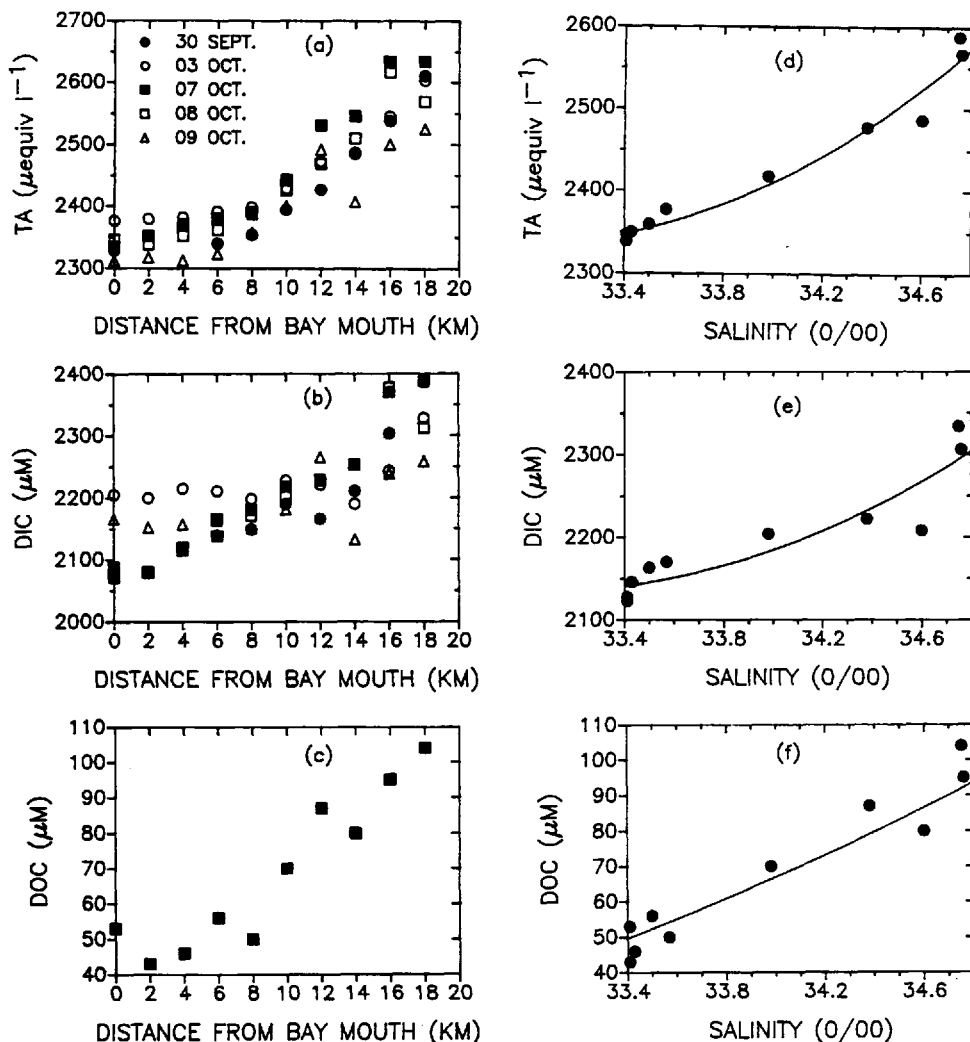 2700
2600
2500
2400
2300
TA (μequiv l−1)
(a)
● 30 SEPT.
○ 03 OCT.
■ 07 OCT.
□ 08 OCT.
△ 09 OCT.
0 2 4 6 8 10 12 14 16 18 20
DISTANCE FROM BAY MOUTH (KM)
2600
2500
2400
2300
TA (μequiv l−1)
(d)
33.4 33.8 34.2 34.6
SALINITY (0/00)
2400
2300
2200
2100
2000
DIC (μM)
(b)
0 2 4 6 8 10 12 14 16 18 20
DISTANCE FROM BAY MOUTH (KM)
2400
2300
2200
2100
DIC (μM)
(e)
33.4 33.8 34.2 34.6
SALINITY (0/00)
110
100
90
80
70
60
50
40
DOC (μM)
(c)
0 2 4 6 8 10 12 14 16 18 20
DISTANCE FROM BAY MOUTH (KM)
110
100
90
80
70
60
50
40
DOC (μM)
(f)
33.4 33.8 34.2 34.6
SALINITY (0/00)